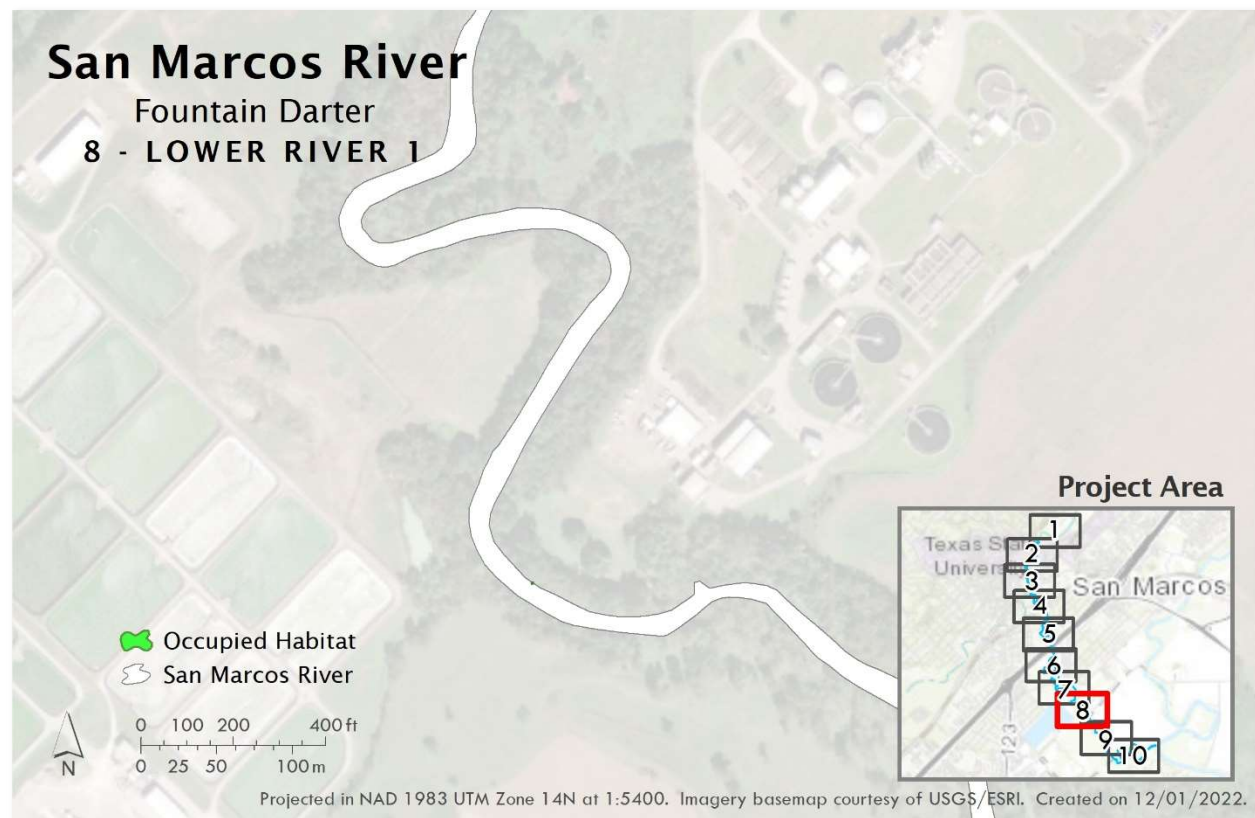 San Marcos River
Fountain Darter
8 - LOWER RIVER 1
Project Area
1
Texas State
2
University
3
San Marcos
4
5
6
7
8
123
9
10
Occupied Habitat
San Marcos River
0 100 200 400 ft
N
0 25 50 100 m
Projected in NAD 1983 UTM Zone 14N at 1:5400. Imagery basemap courtesy of USGS/ESRI. Created on 12/01/2022.